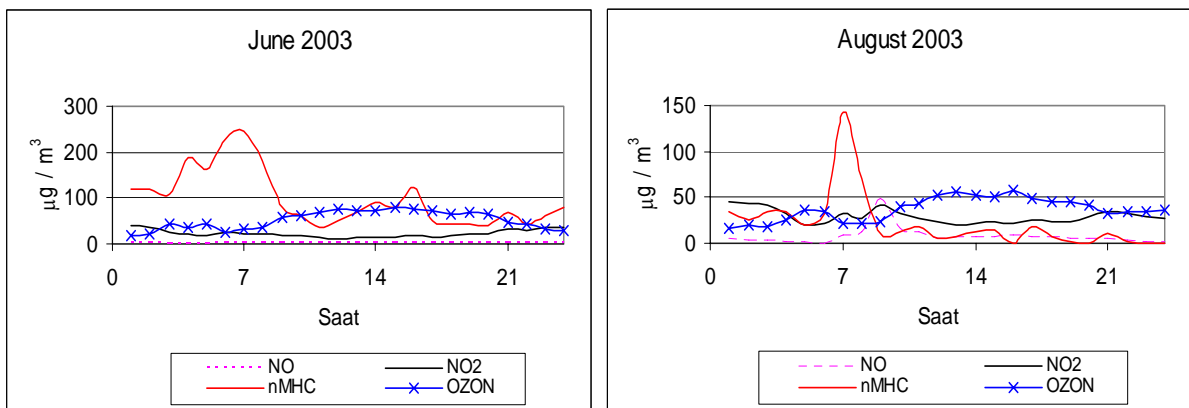 June 2003
300
200
100
0
μg / m³
0 7 14 21
Saat
NO NO2
nMHC OZON
August 2003
150
100
50
0
μg / m³
0 7 14 21
Saat
NO NO2
nMHC OZON